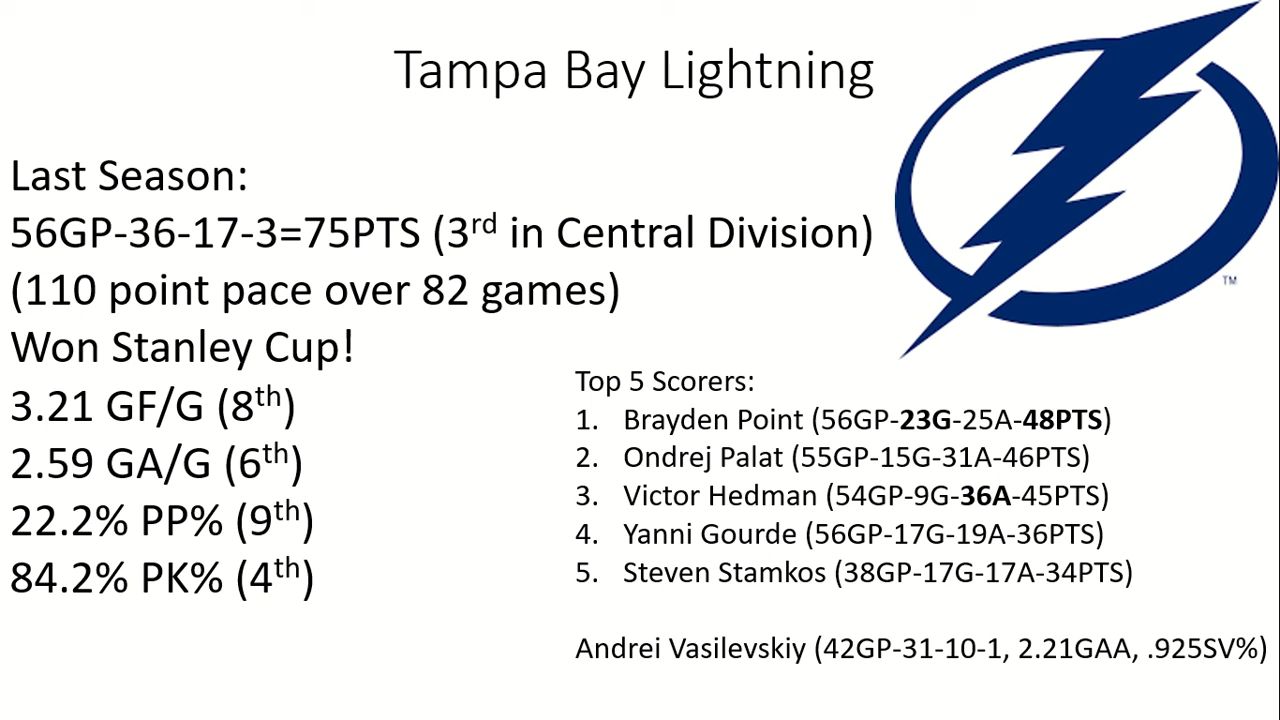 Tampa Bay Lightning
Last Season:
56GP-36-17-3=75PTS (3rd in Central Division)
(110 point pace over 82 games)
Won Stanley Cup!
3.21 GF/G (8th)
2.59 GA/G (6th)
22.2% PP% (9th)
84.2% PK% (4th)
TM
Top 5 Scorers:
1. Brayden Point (56GP-23G-25A-48PTS)
2. Ondrej Palat (55GP-15G-31A-46PTS)
3. Victor Hedman (54GP-9G-36A-45PTS)
4. Yanni Gourde (56GP-17G-19A-36PTS)
5. Steven Stamkos (38GP-17G-17A-34PTS)
Andrei Vasilevskiy (42GP-31-10-1, 2.21GAA, .925SV%)